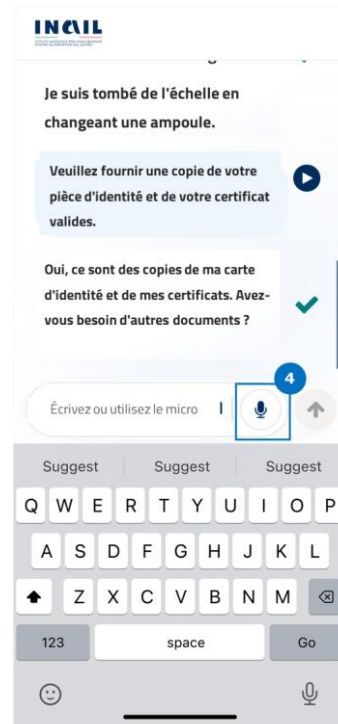 INAIL
Je suis tombé de l'échelle en
changeant une ampoule.
Veuillez fournir une copie de votre
pièce d'identité et de votre certificat
valides.
Oui, ce sont des copies de ma carte
d'identité et de mes certificats. Avez-
vous besoin d'autres documents ?
4
Écrivez ou utilisez le micro
Suggest Suggest Suggest
Q W E R T Y U I O P
A S D F G H J K L
Z X C V B N M
123 space Go